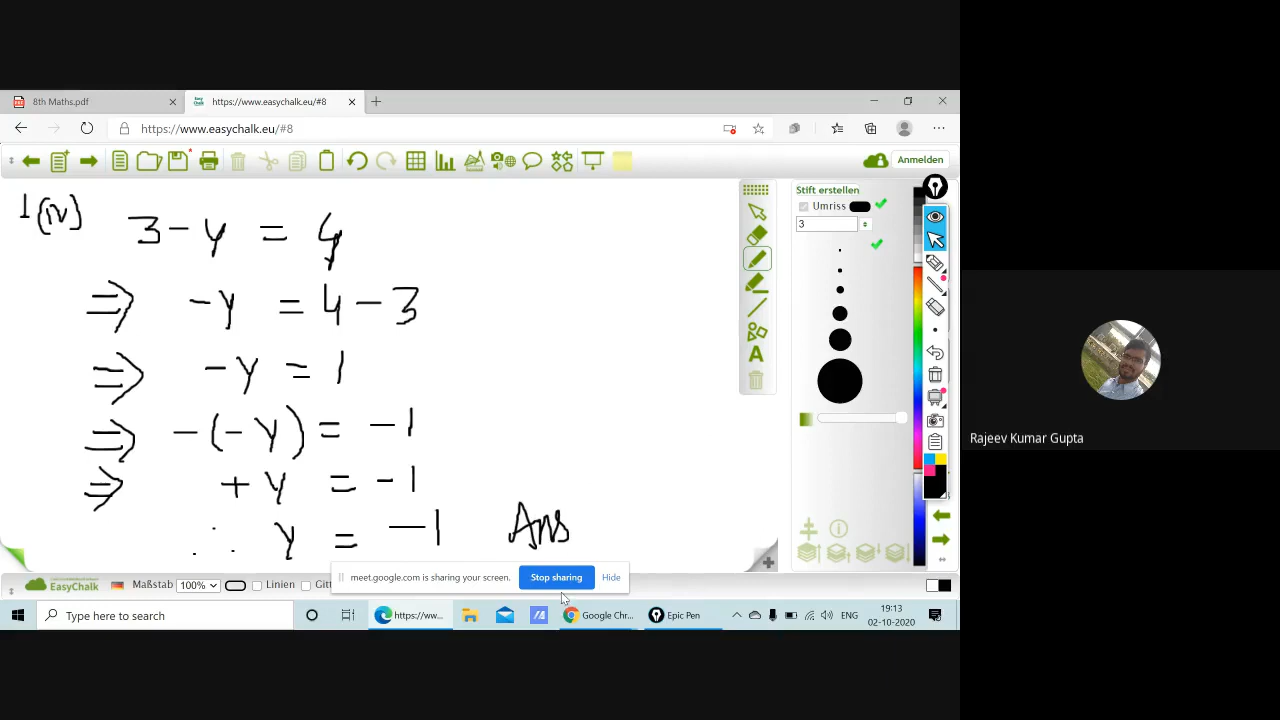 8th Maths.pdf
https://www.easychalk.eu/#8
https://www.easychalk.eu/#8
Anmelden
1(iv)
3 - y = 4
⇒ -y = 4 - 3
⇒ -y = 1
⇒ -(-y) = -1
⇒ +y = -1
∴ y = -1 Ans
Stift erstellen
Umriss
3
A
meet.google.com is sharing your screen. Stop sharing Hide
EasyChalk Maßstab 100% Linien Gitt
Type here to search
https://ww...
Google Chr...
Epic Pen
ENG
19:13
02-10-2020
Rajeev Kumar Gupta